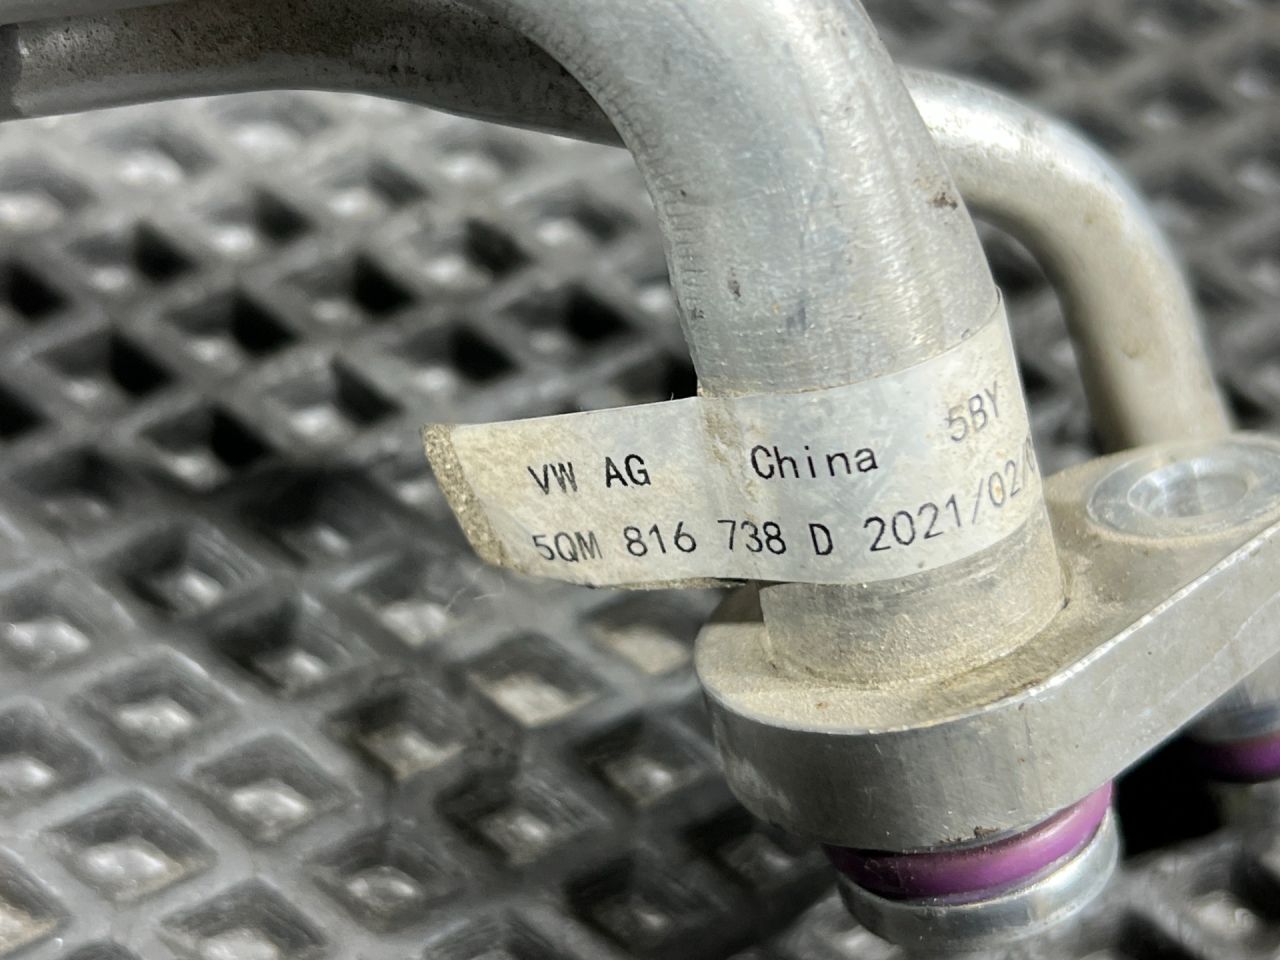 VW AG China 5BY
5QM 816 738 D 2021/02/